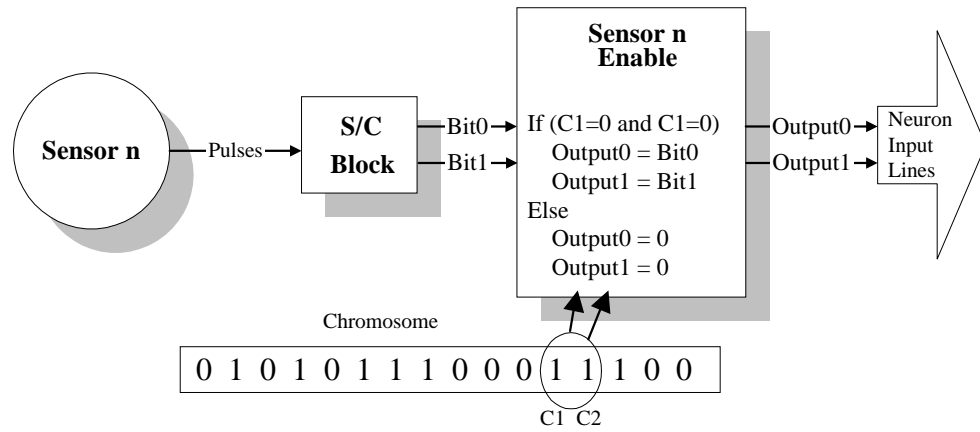 Sensor n
Pulses
S/C
Block
Bit0
Bit1
Sensor n
Enable
If (C1=0 and C1=0)
Output0 = Bit0
Output1 = Bit1
Else
Output0 = 0
Output1 = 0
Output0
Output1
Neuron
Input
Lines
Chromosome
0 1 0 1 0 1 1 1 0 0 0 1 1 1 0 0
C1 C2